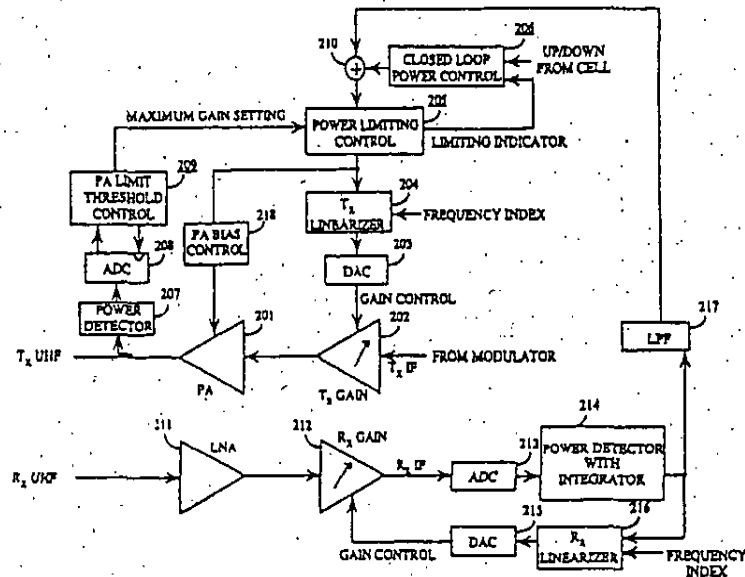 206
210
CLOSED LOOP
POWER CONTROL
UP/DOWN
FROM CELL
205
MAXIMUM GAIN SETTING
POWER LIMITING
CONTROL
LIMITING INDICATOR
209
PA LIMIT
THRESHOLD
CONTROL
218
PA BIAS
CONTROL
204
TX
LINEARIZER
FREQUENCY INDEX
208
ADC
203
DAC
207
POWER
DETECTOR
GAIN CONTROL
201
202
217
LPF
TX UHF
PA
TX GAIN
TX IF
FROM MODULATOR
211
LNA
212
RX GAIN
214
213
RX UHF
RX IF
ADC
POWER DETECTOR
WITH
INTEGRATOR
215
216
GAIN CONTROL
DAC
RX
LINEARIZER
FREQUENCY
INDEX